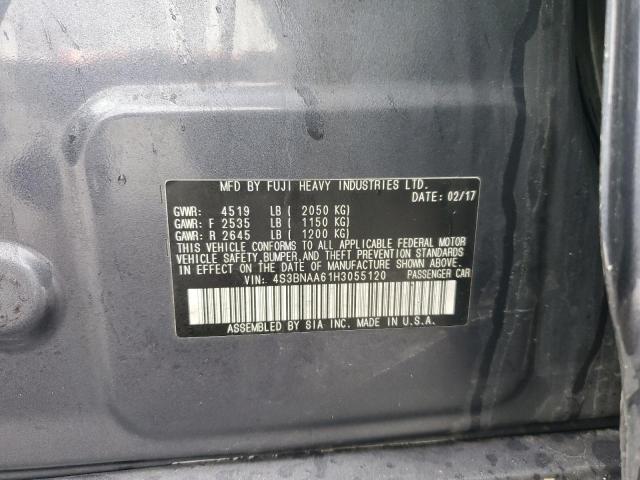 MFD BY FUJI HEAVY INDUSTRIES LTD.
DATE: 02/17
GVWR: 4519 LB ( 2050 KG)
GAWR: F 2535 LB ( 1150 KG)
GAWR: R 2645 LB ( 1200 KG)
THIS VEHICLE CONFORMS TO ALL APPLICABLE FEDERAL MOTOR
VEHICLE SAFETY, BUMPER, AND THEFT PREVENTION STANDARDS
IN EFFECT ON THE DATE OF MANUFACTURE SHOWN ABOVE.
VIN: 4S3BNAA61H3055120 PASSENGER CAR
ASSEMBLED BY SIA INC. MADE IN U.S.A.